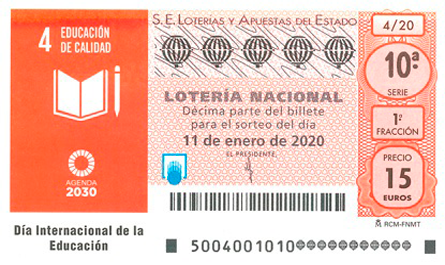 4 EDUCACIÓN
DE CALIDAD
AGENDA
2030
Día Internacional de la
Educación
S.E. LOTERÍAS Y APUESTAS DEL ESTADO
LOTERÍA NACIONAL
Décima parte del billete
para el sorteo del día
11 de enero de 2020
EL PRESIDENTE,
4/20
10ª
SERIE
1ª
FRACCIÓN
PRECIO
15
EUROS
RCM-FNMT
5004001010